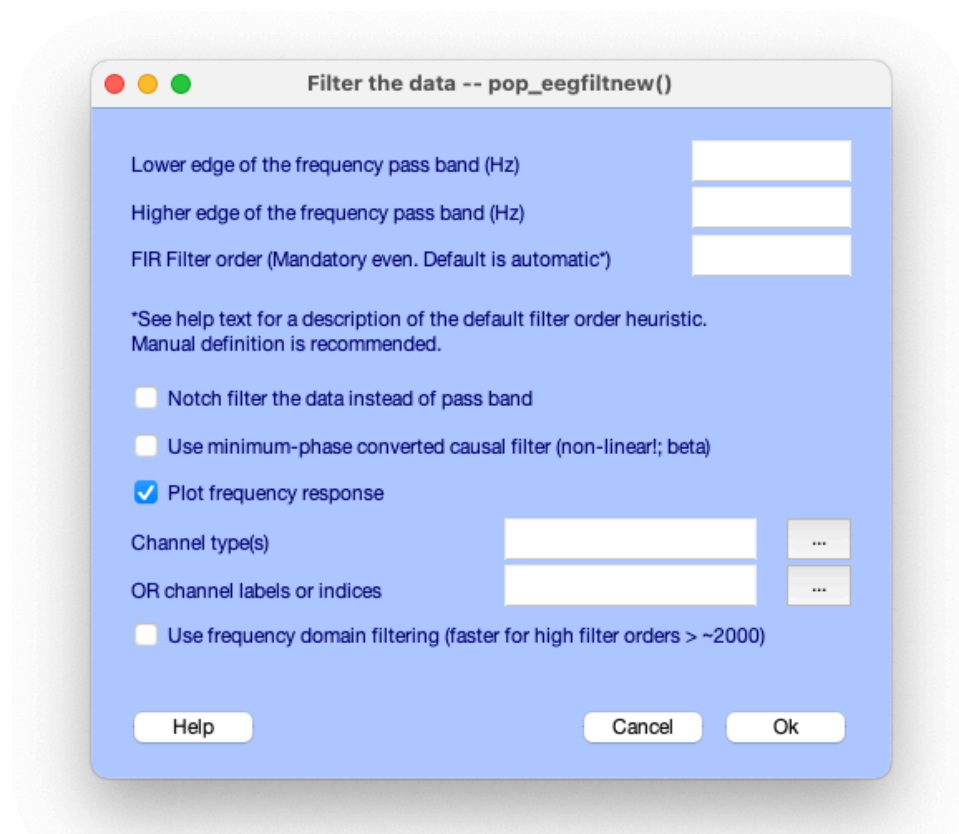 Filter the data -- pop_eegfiltnew()
Lower edge of the frequency pass band (Hz)
Higher edge of the frequency pass band (Hz)
FIR Filter order (Mandatory even. Default is automatic*)
*See help text for a description of the default filter order heuristic.
Manual definition is recommended.
Notch filter the data instead of pass band
Use minimum-phase converted causal filter (non-linear!; beta)
Plot frequency response
Channel type(s) ...
OR channel labels or indices ...
Use frequency domain filtering (faster for high filter orders > ~2000)
Help Cancel Ok